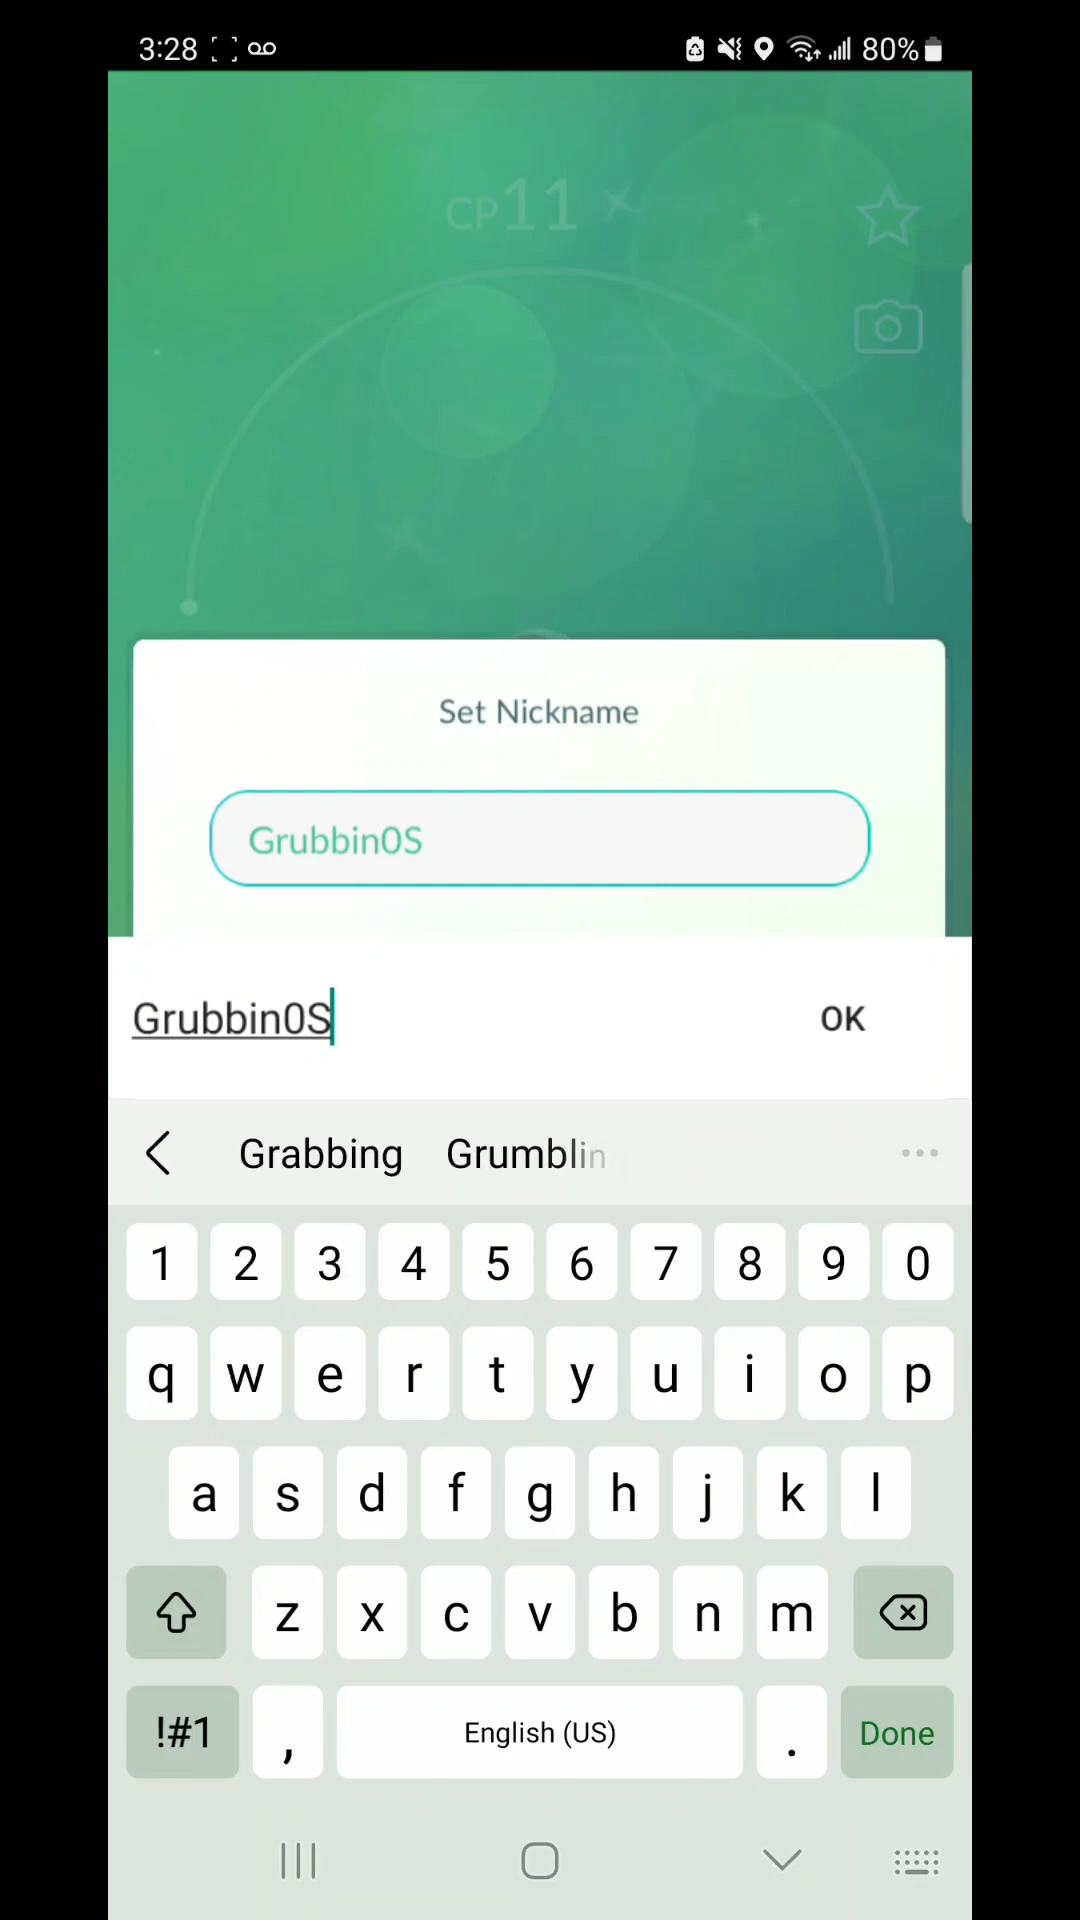 3:28
80%
CP11
Set Nickname
Grubbin0S
Grubbin0S
OK
Grabbing Grumblin
1 2 3 4 5 6 7 8 9 0
q w e r t y u i o p
a s d f g h j k l
z x c v b n m
!#1 , English (US) . Done